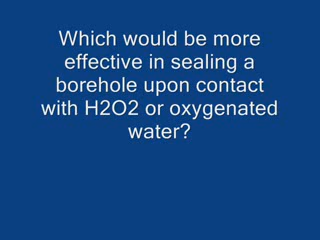 Which would be more
effective in sealing a
borehole upon contact
with H2O2 or oxygenated
water?